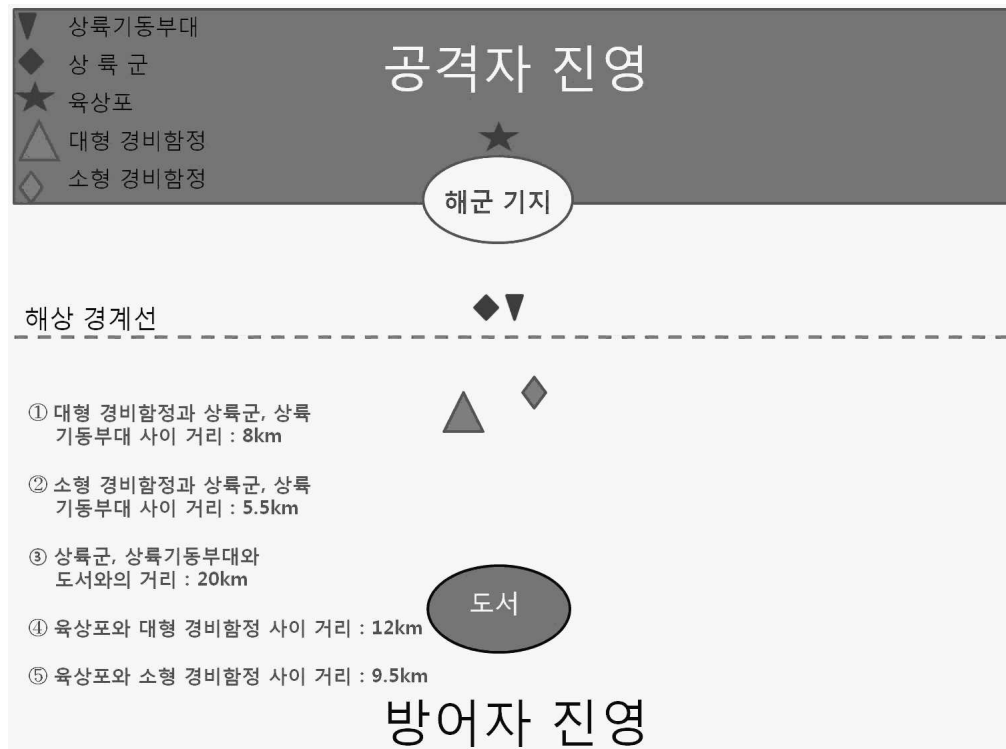 상륙기동부대
상 륙 군
육상포
대형 경비함정
소형 경비함정
공격자 진영
해군 기지
해상 경계선
① 대형 경비함정과 상륙군, 상륙
기동부대 사이 거리 : 8km
② 소형 경비함정과 상륙군, 상륙
기동부대 사이 거리 : 5.5km
③ 상륙군, 상륙기동부대와
도서와의 거리 : 20km
④ 육상포와 대형 경비함정 사이 거리 : 12km
⑤ 육상포와 소형 경비함정 사이 거리 : 9.5km
도서
방어자 진영